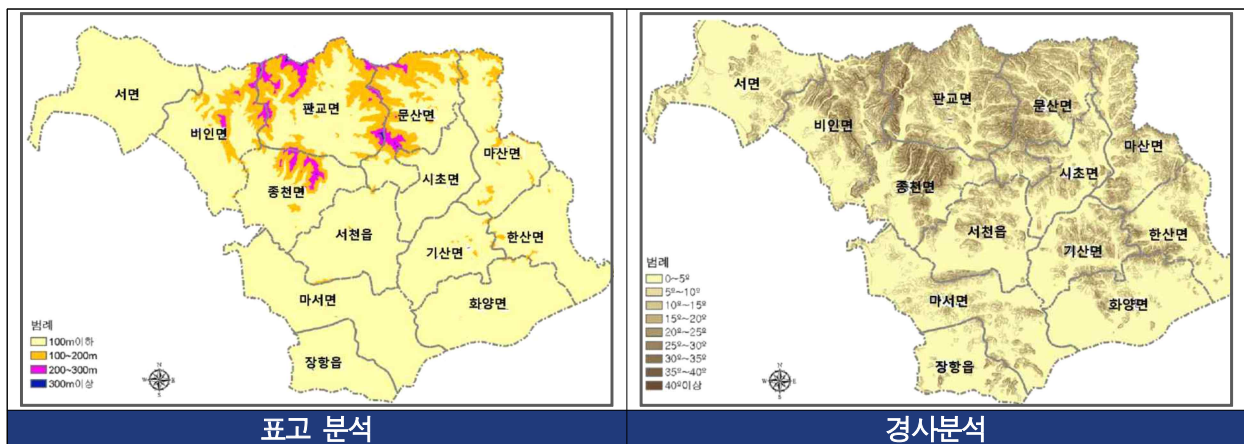 서면
비인면
판교면
문산면
마산면
종천면
시초면
서천읍
기산면
한산면
마서면
화양면
장항읍
범례
100m이하
100~200m
200~300m
300m이상
N
W
E
S
표고 분석
서면
비인면
판교면
문산면
마산면
종천면
시초면
서천읍
기산면
한산면
마서면
화양면
장항읍
범례
0~5º
5º~10º
10º~15º
15º~20º
20º~25º
25º~30º
30º~35º
35º~40º
40º이상
N
W
E
S
경사분석